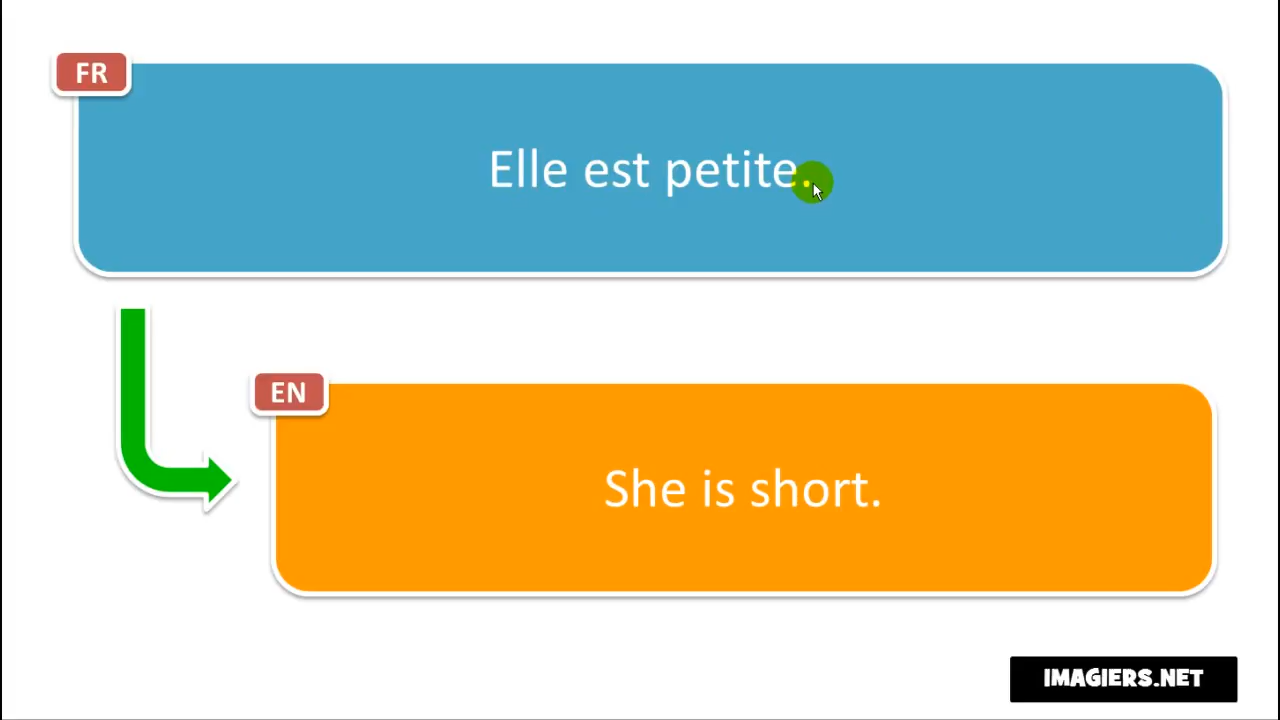 FR
Elle est petite.
EN
She is short.
IMAGIERS.NET